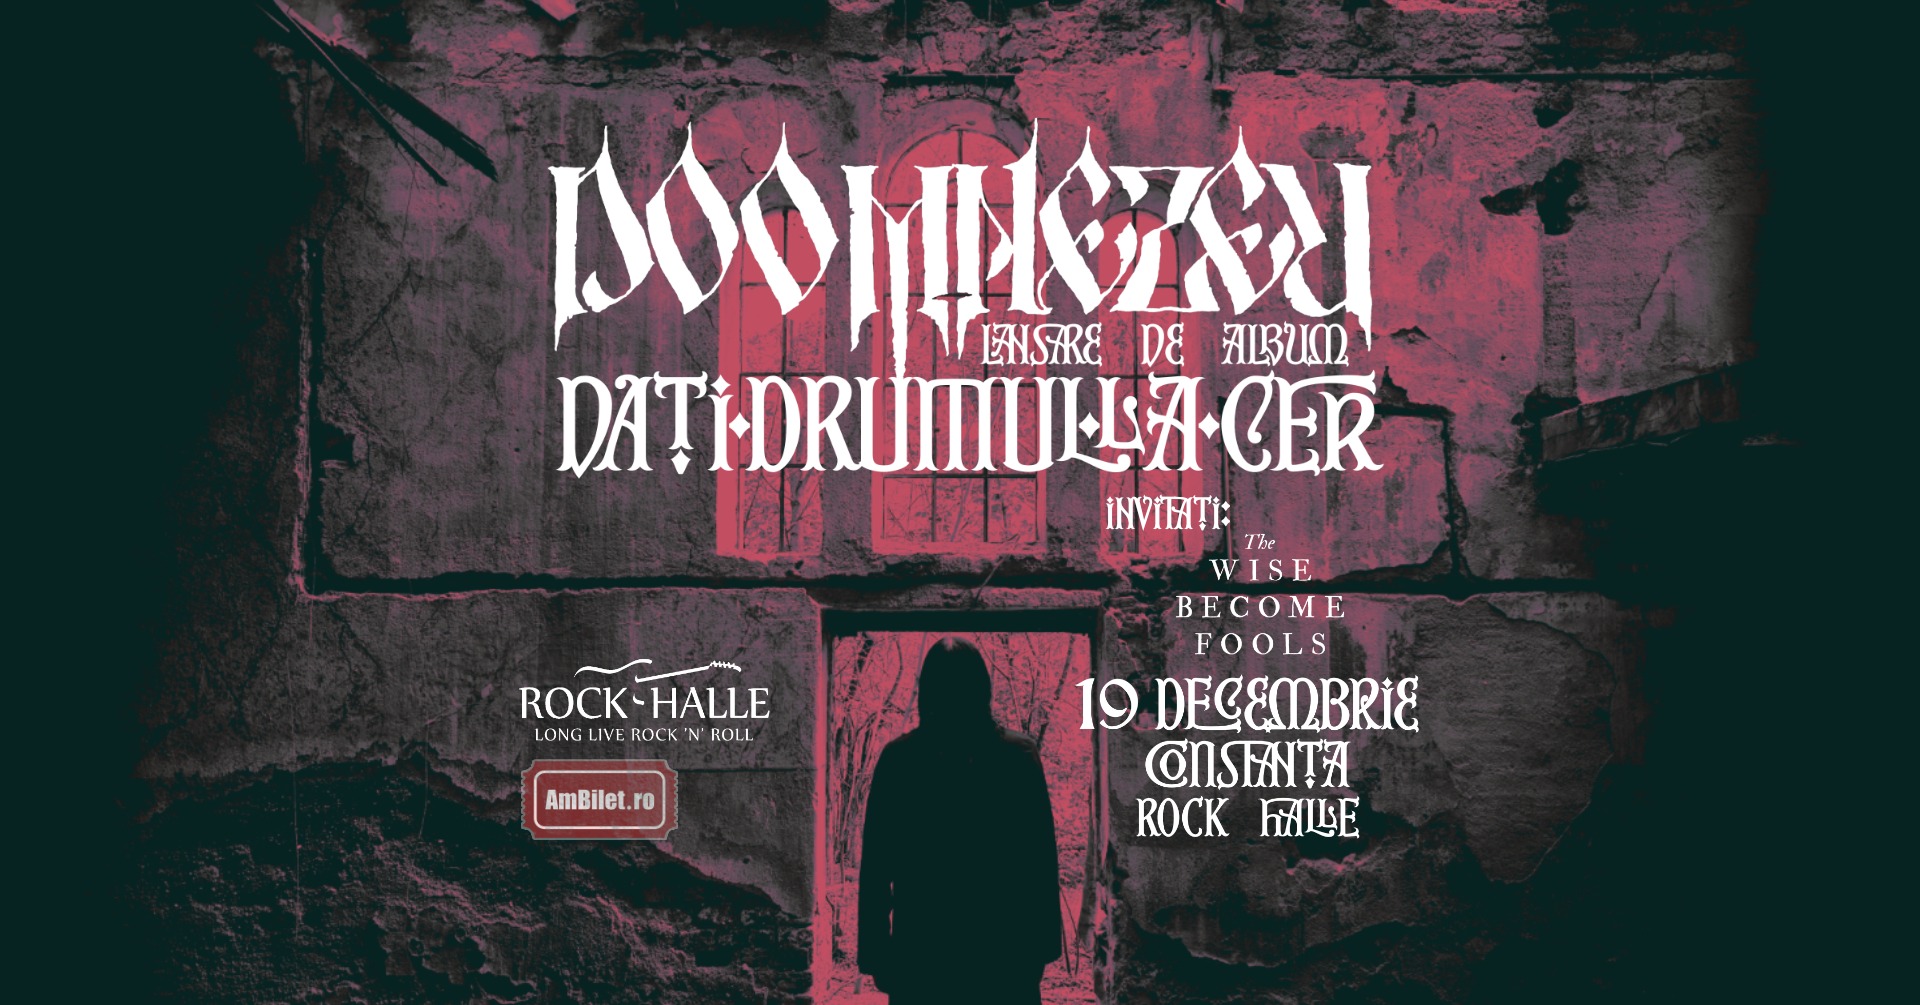 DOOMNEZEU
LANSARE DE ALBUM
DAȚI·DRUMUL·LA·CER
INVITAȚI:
The
WISE
BECOME
FOOLS
ROCK HALLE
LONG LIVE ROCK 'N' ROLL
AmBilet.ro
19 DECEMBRIE
CONSTANȚA
ROCK HALLE